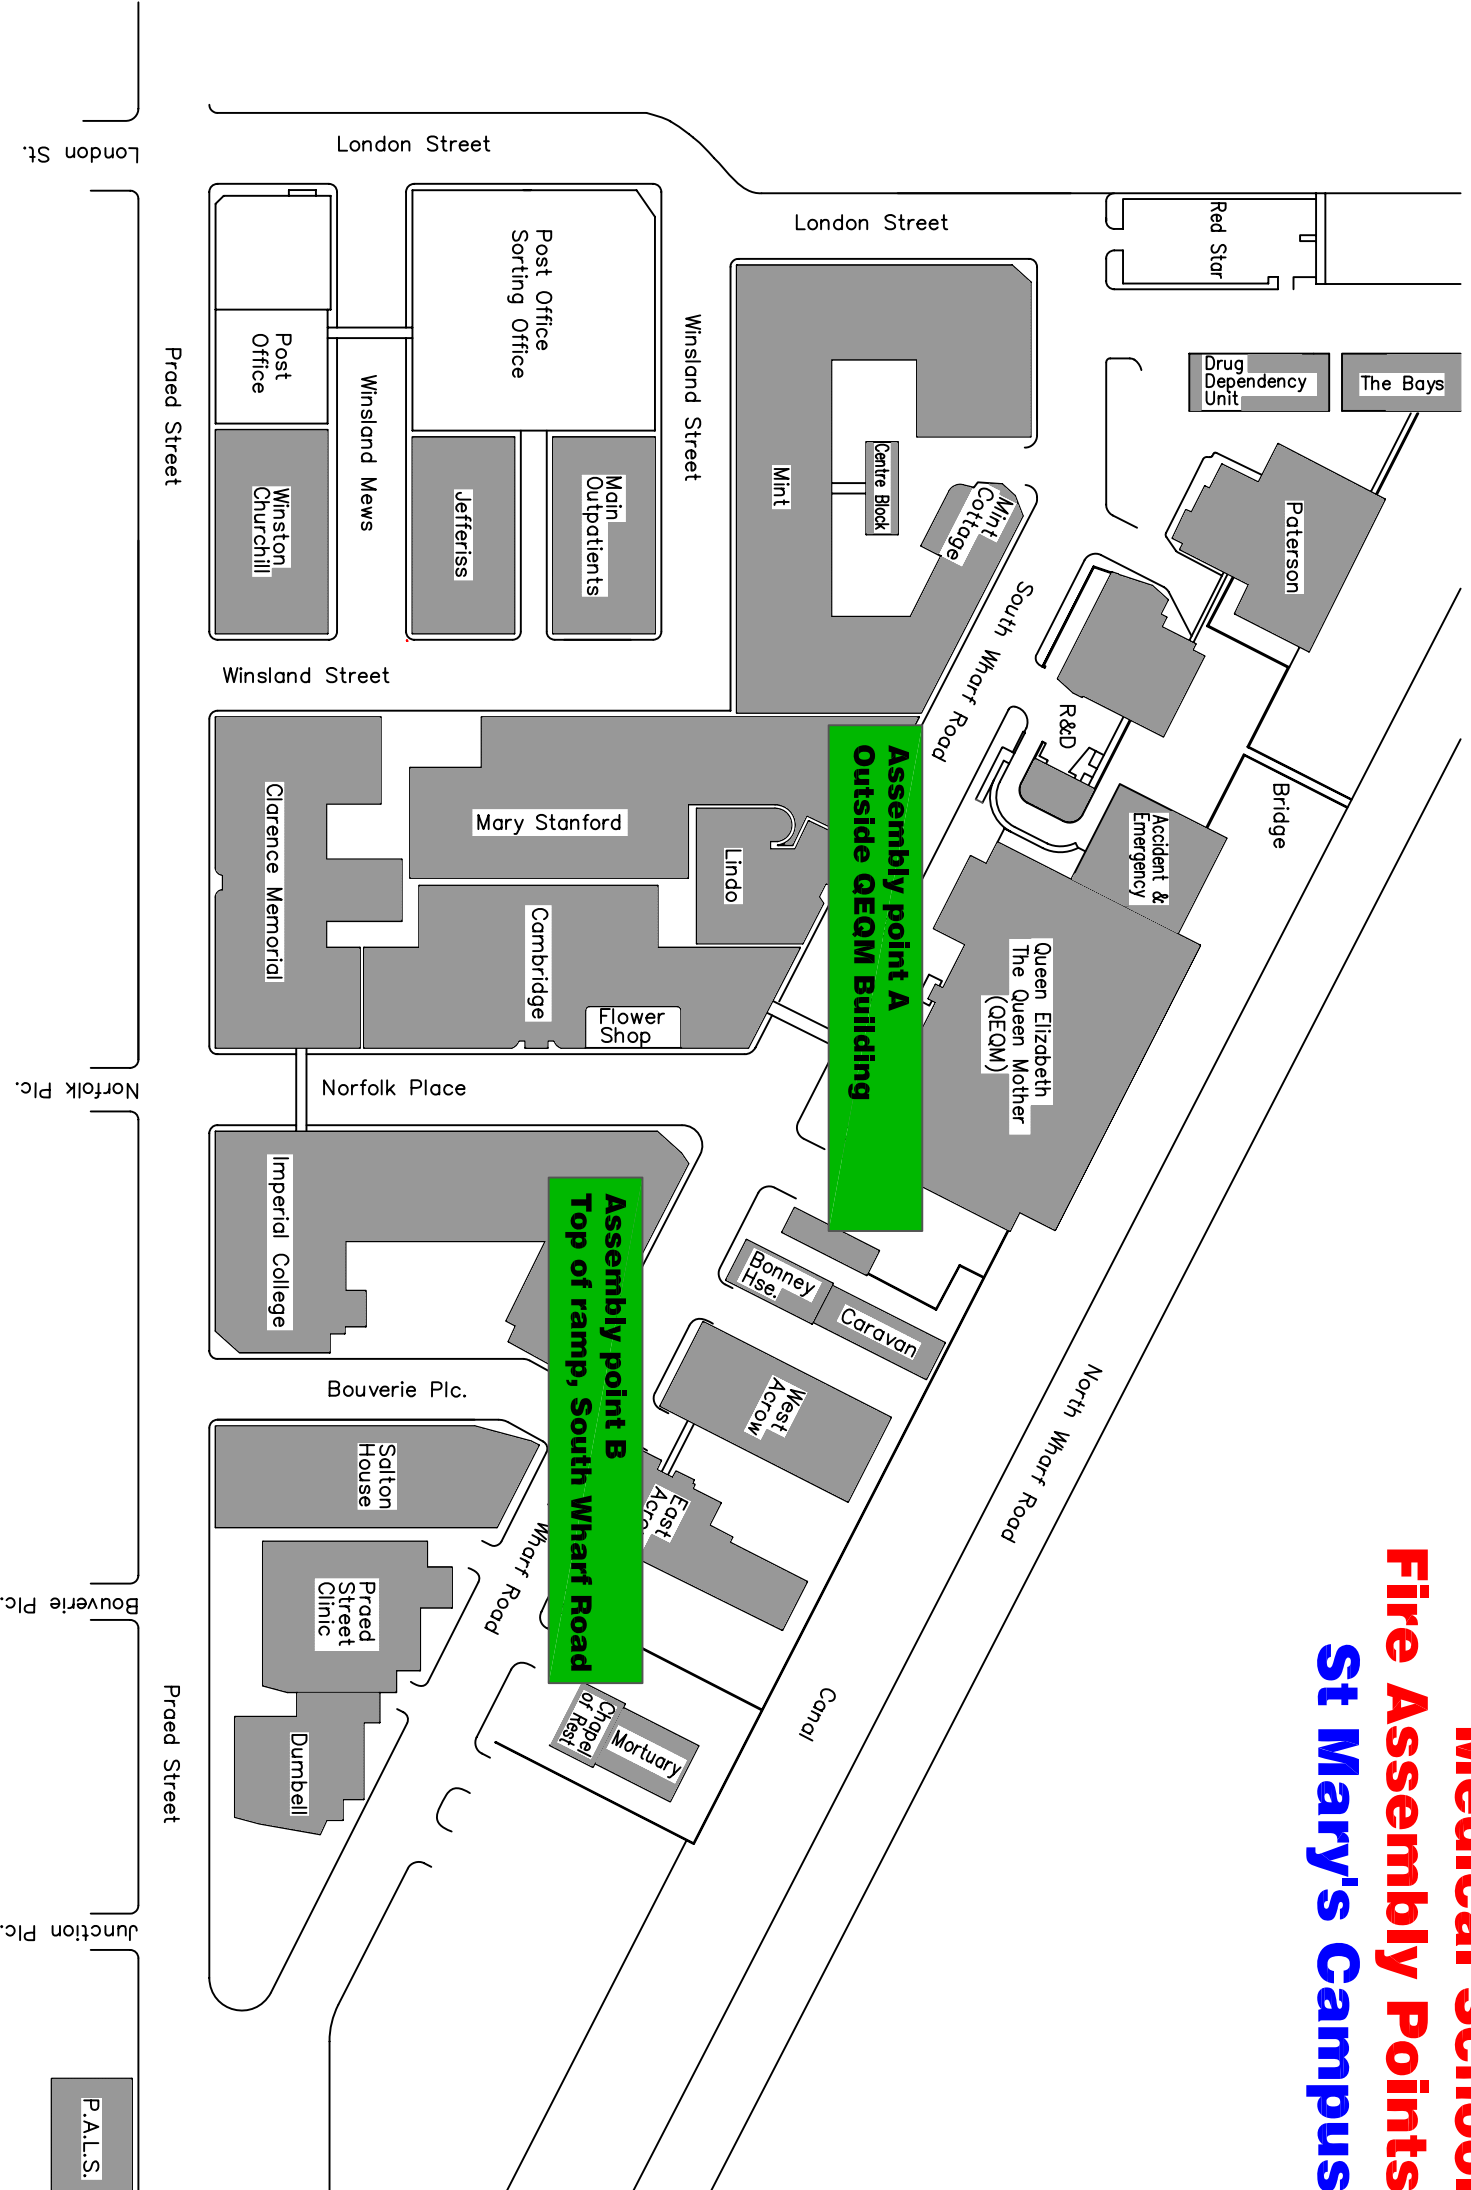 Medical School
Fire Assembly Points
St Mary's Campus
London St.
London Street
London Street
Red Star
Post Office
Sorting Office
Post
Office
Winsland Street
Praed Street
Winsland Mews
Drug
Dependency
Unit
The Bays
Winston
Churchill
Jefferiss
Main
Outpatients
Mint
Centre Block
Mint
Cottage
Paterson
South Wharf Road
Winsland Street
R&D
Bridge
Accident &
Emergency
Clarence Memorial
Mary Stanford
Lindo
Cambridge
Flower
Shop
Assembly point A
Outside QEQM Building
Queen Elizabeth
The Queen Mother
(QEQM)
Norfolk Plc.
Norfolk Place
Imperial College
Assembly point B
Top of ramp, South Wharf Road
Bonney
Hse.
Caravan
West
Acrow
East
North Wharf Road
Bouverie Plc.
Salton
House
Wharf Road
Bouverie Plc.
Praed
Street
Clinic
Praed Street
Dumbell
Chapel
of Rest
Mortuary
Canal
Junction Plc.
P.A.L.S.